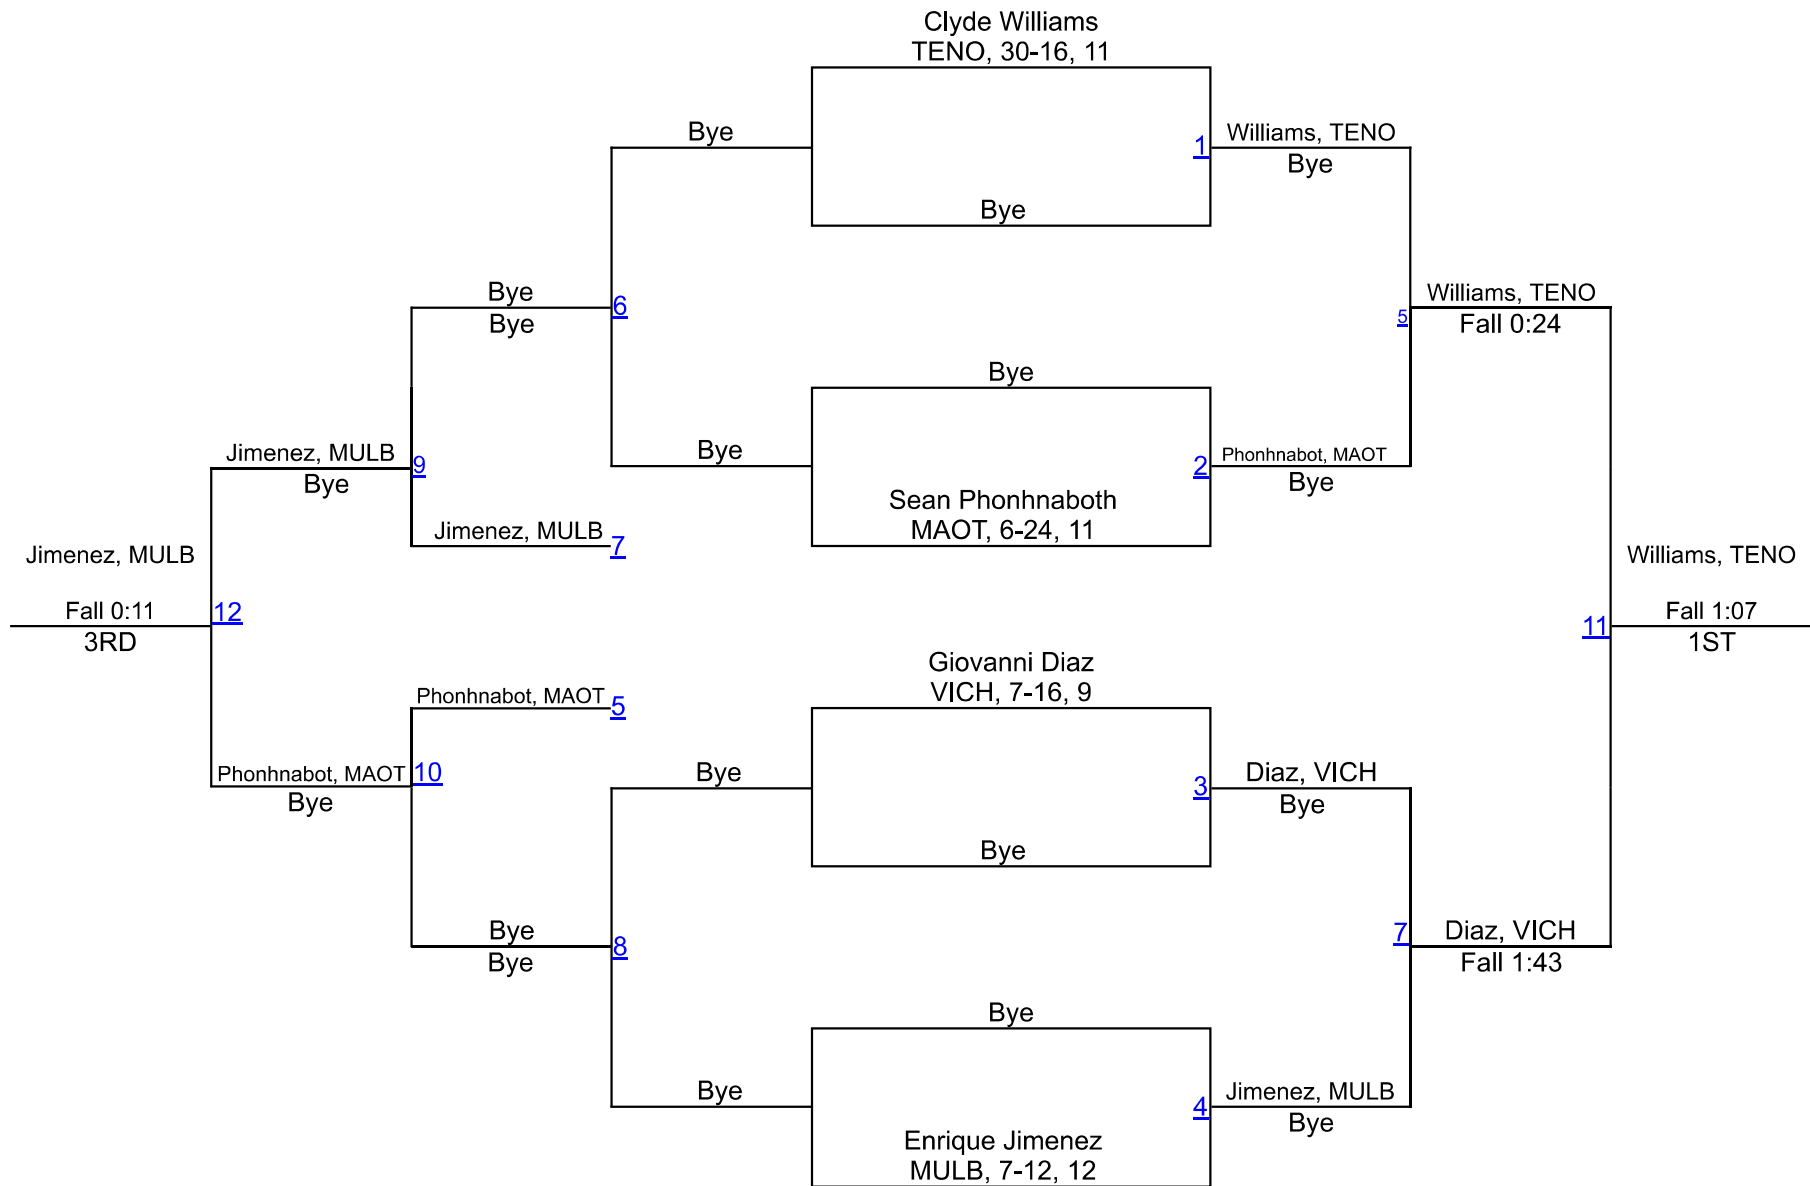 Clyde Williams
TENO, 30-16, 11
Bye
1
Williams, TENO
Bye
Bye
Bye
Bye
6
Williams, TENO
5
Fall 0:24
Bye
Jimenez, MULB
9
Bye
Bye
2
Phonhnabot, MAOT
Bye
Sean Phonhnaboth
MAOT, 6-24, 11
Jimenez, MULB
7
Jimenez, MULB
Williams, TENO
Fall 0:11
12
3RD
11
Fall 1:07
1ST
Giovanni Diaz
VICH, 7-16, 9
Phonhnabot, MAOT
5
Phonhnabot, MAOT
10
Bye
Bye
3
Diaz, VICH
Bye
Bye
Bye
Bye
8
7
Diaz, VICH
Fall 1:43
Bye
Bye
4
Jimenez, MULB
Bye
Enrique Jimenez
MULB, 7-12, 12